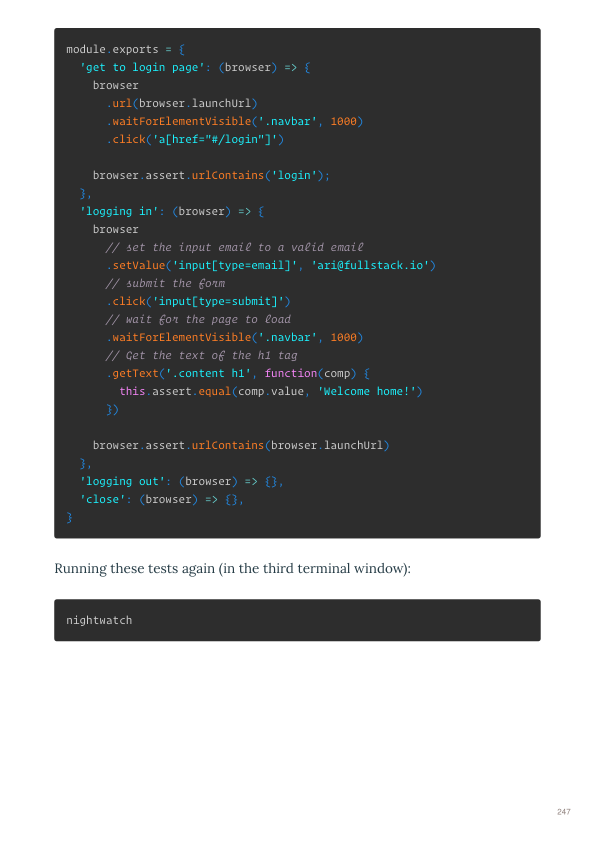 module.exports = {
  'get to login page': (browser) => {
    browser
      .url(browser.launchUrl)
      .waitForElementVisible('.navbar', 1000)
      .click('a[href="#/login"]')

    browser.assert.urlContains('login');
  },
  'logging in': (browser) => {
    browser
      // set the input email to a valid email
      .setValue('input[type=email]', 'ari@fullstack.io')
      // submit the form
      .click('input[type=submit]')
      // wait for the page to load
      .waitForElementVisible('.navbar', 1000)
      // Get the text of the h1 tag
      .getText('.content h1', function(comp) {
        this.assert.equal(comp.value, 'Welcome home!')
      })

    browser.assert.urlContains(browser.launchUrl)
  },
  'logging out': (browser) => {},
  'close': (browser) => {},
}
Running these tests again (in the third terminal window):
nightwatch
247